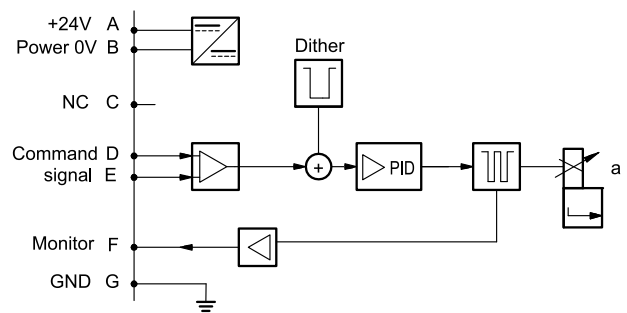 +24V A
Power 0V B
Dither
NC C
Command D
signal E
PID
a
Monitor F
GND G